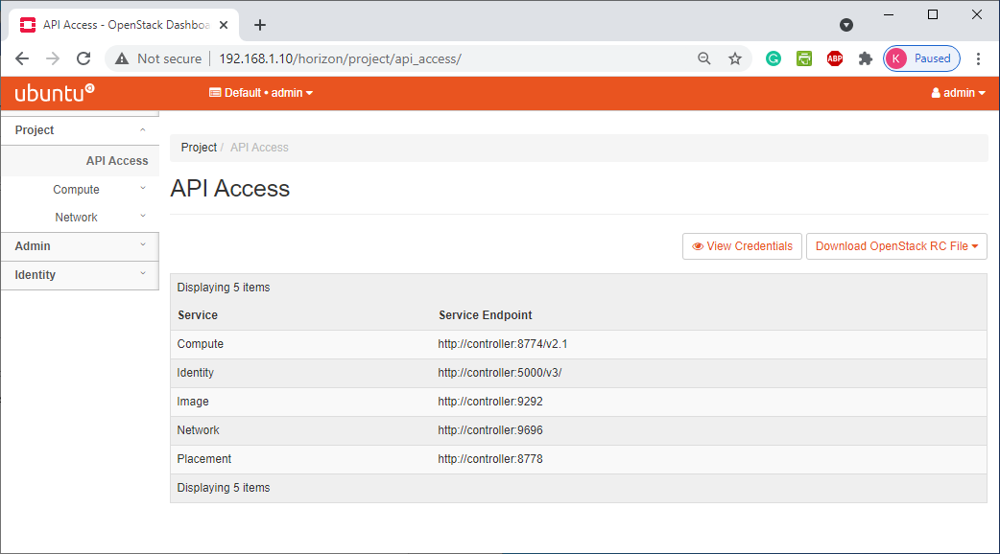 API Access - OpenStack Dashboa
Not secure 192.168.1.10/horizon/project/api_access/ ABP K Paused
ubuntu Default • admin admin
Project
API Access
Compute
Network
Admin
Identity
Project / API Access
API Access
View Credentials Download OpenStack RC File
Displaying 5 items
Service Service Endpoint
Compute http://controller:8774/v2.1
Identity http://controller:5000/v3/
Image http://controller:9292
Network http://controller:9696
Placement http://controller:8778
Displaying 5 items